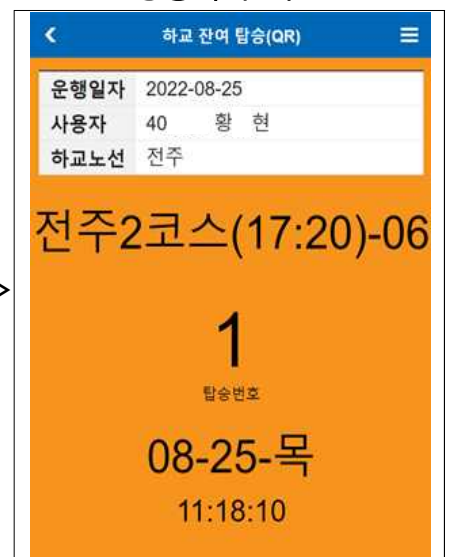 하교 잔여 탑승(QR)
운행일자 2022-08-25
사용자 40 황 현
하교노선 전주
전주2코스(17:20)-06
1
탑승번호
08-25-목
11:18:10